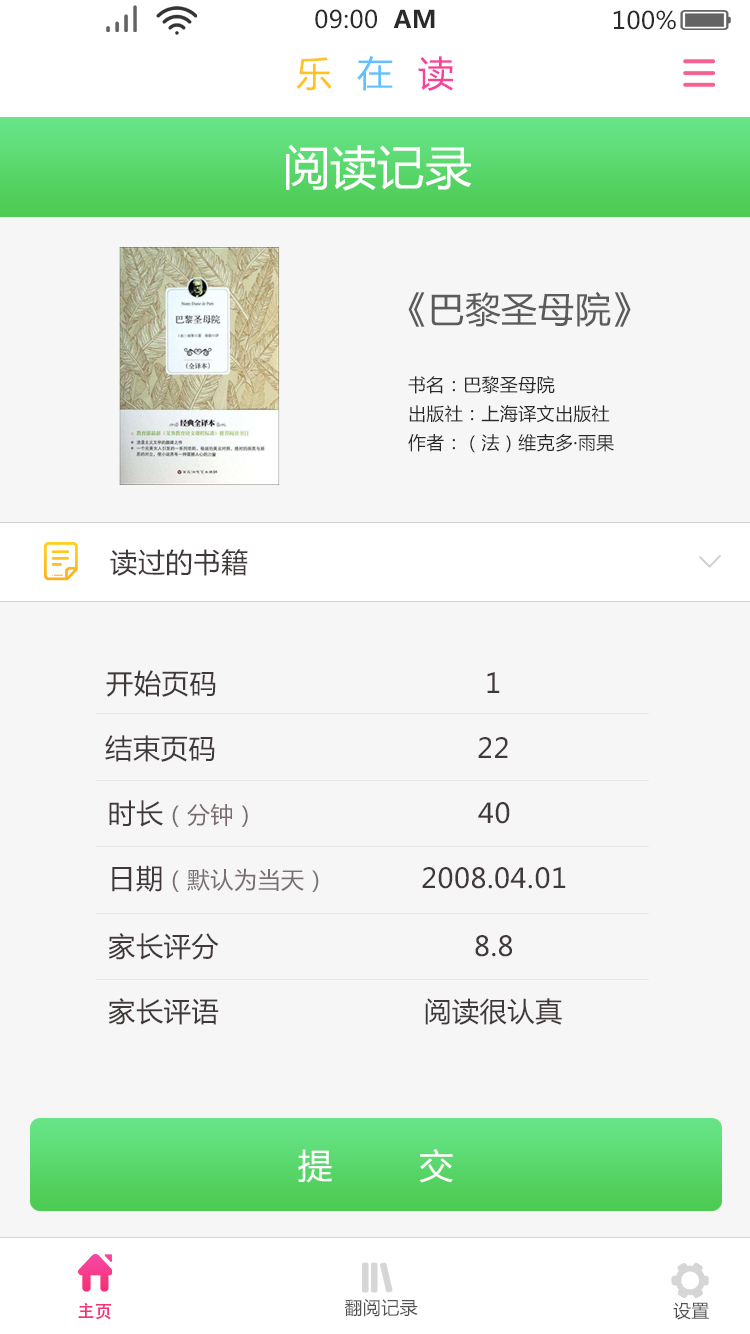 09:00 AM 100%
乐在读
阅读记录
Notre-Dame de Paris
巴黎圣母院
(全译本)
经典全译本
《巴黎圣母院》
书名：巴黎圣母院
出版社：上海译文出版社
作者：（法）维克多·雨果
读过的书籍
开始页码 1
结束页码 22
时长（分钟） 40
日期（默认为当天） 2008.04.01
家长评分 8.8
家长评语 阅读很认真
提 交
主页 翻阅记录 设置